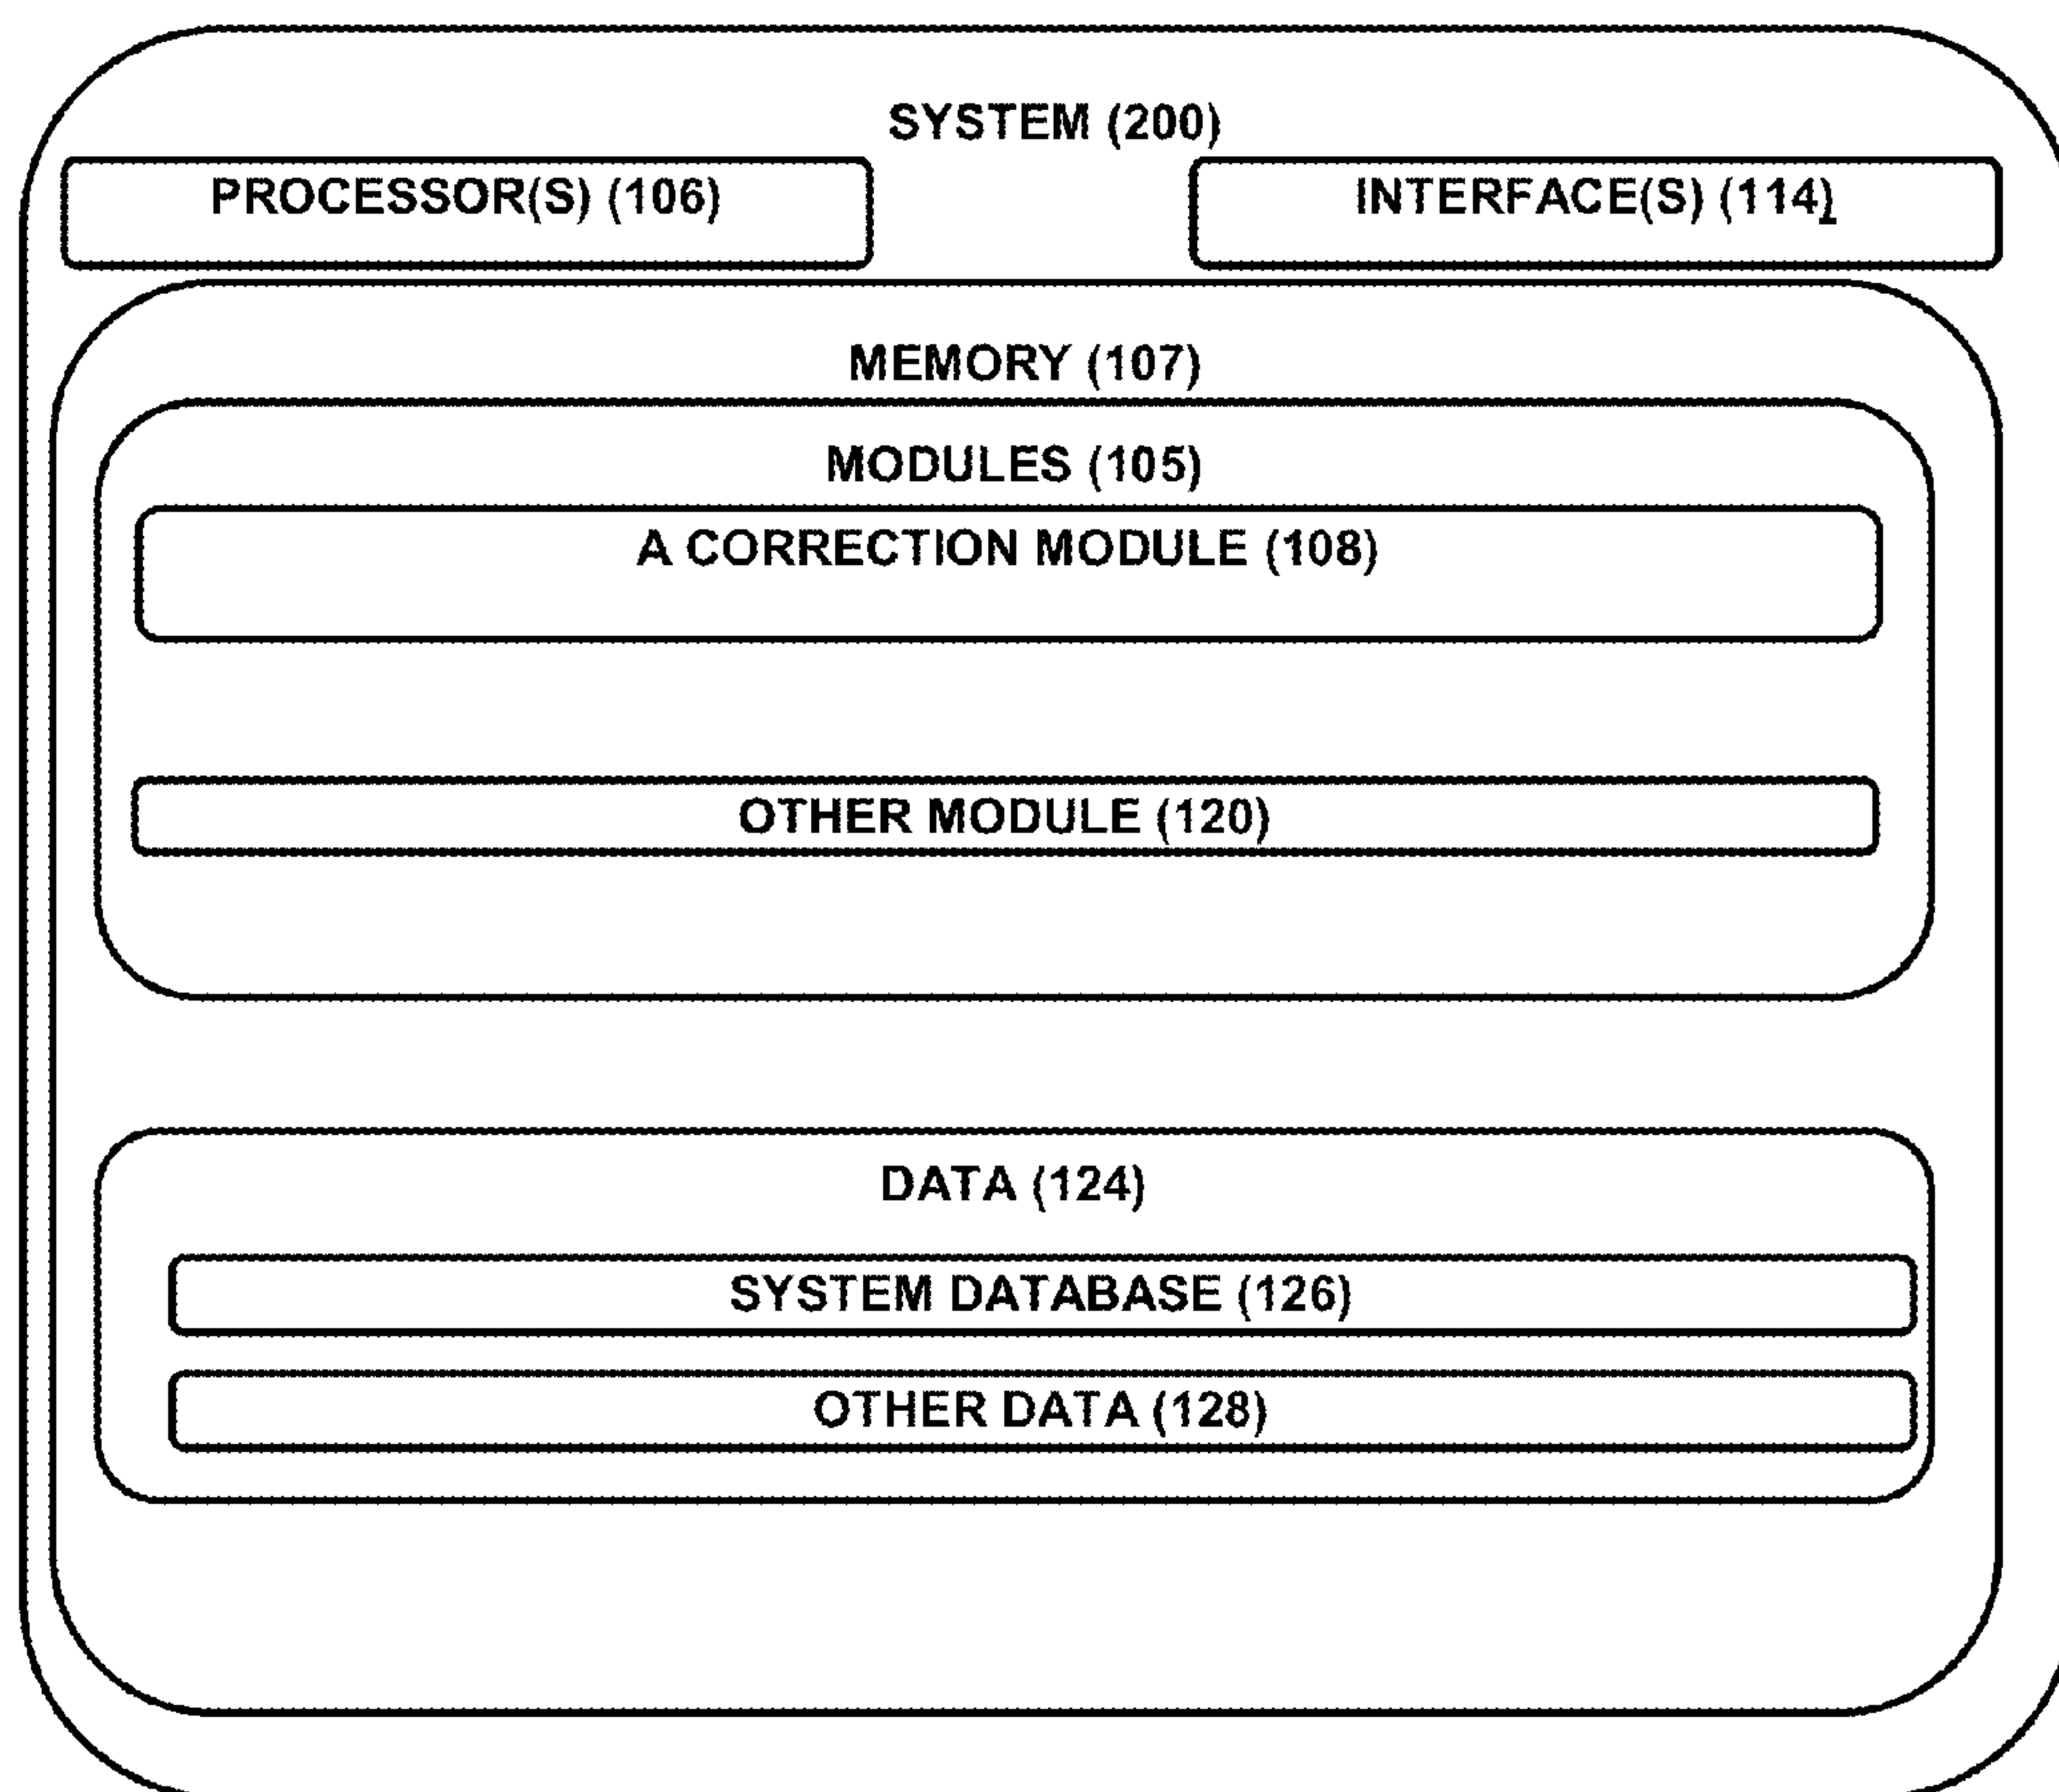 SYSTEM (200)
PROCESSOR(S) (106)
INTERFACE(S) (114)
MEMORY (107)
MODULES (105)
A CORRECTION MODULE (108)
OTHER MODULE (120)
DATA (124)
SYSTEM DATABASE (126)
OTHER DATA (128)